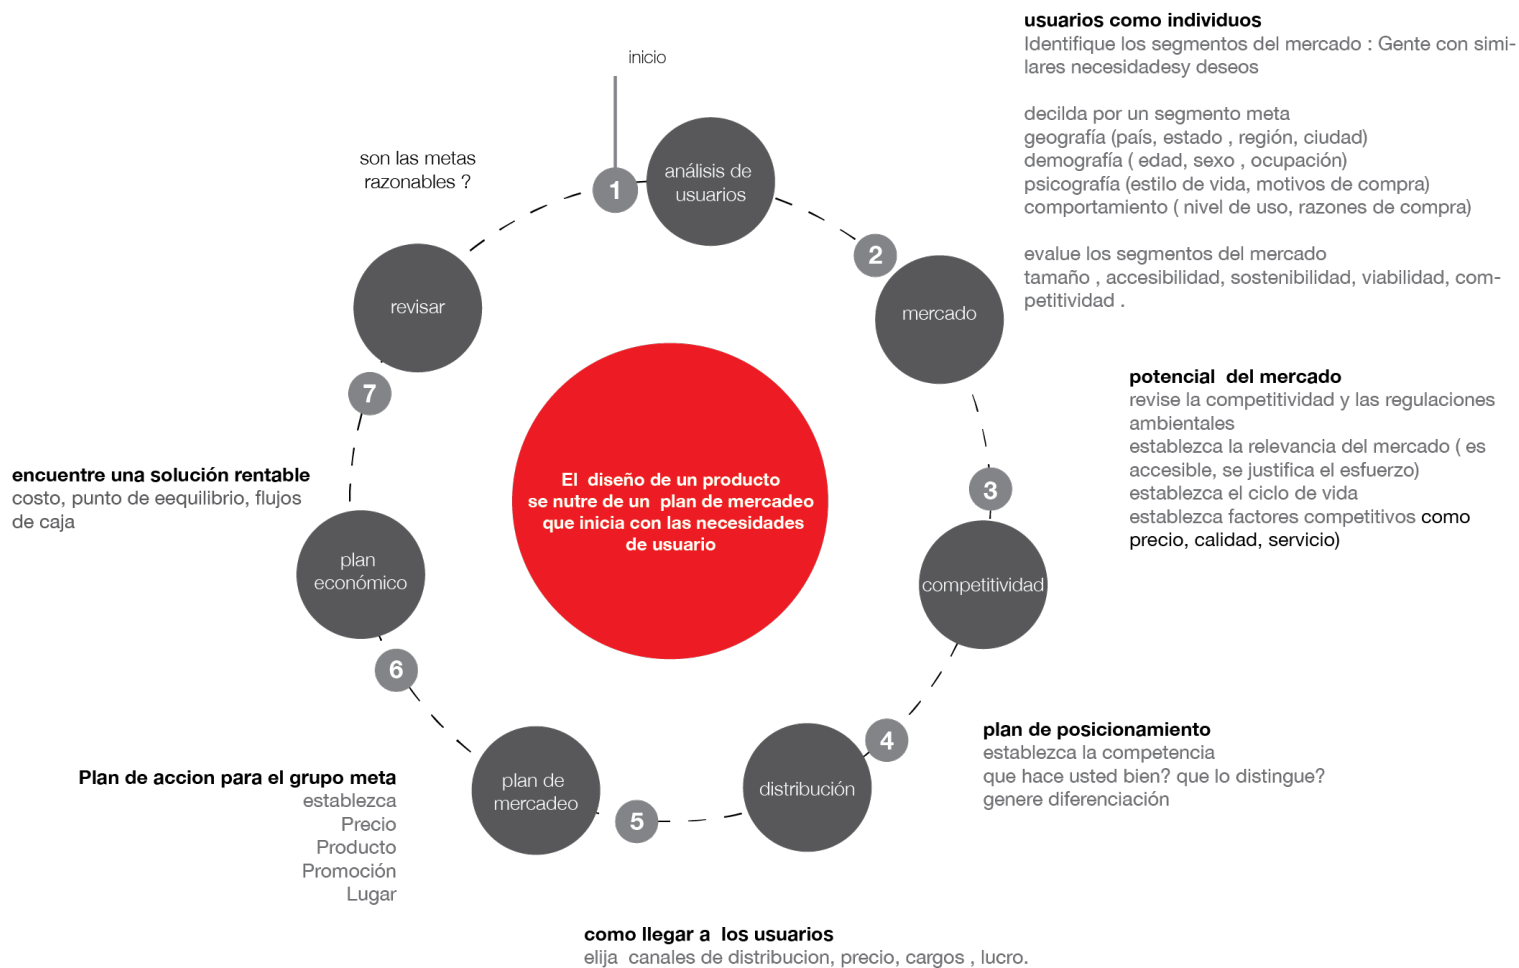 inicio
usuarios como individuos
Identifique los segmentos del mercado : Gente con simi-
lares necesidadesy deseos
decilda por un segmento meta
geografía (país, estado , región, ciudad)
demografía ( edad, sexo , ocupación)
psicografía (estilo de vida, motivos de compra)
comportamiento ( nivel de uso, razones de compra)
evalue los segmentos del mercado
tamaño , accesibilidad, sostenibilidad, viabilidad, com-
petitividad .
son las metas
razonables ?
1
análisis de
usuarios
2
mercado
potencial  del mercado
revise la competitividad y las regulaciones
ambientales
establezca la relevancia del mercado ( es
accesible, se justifica el esfuerzo)
establezca el ciclo de vida
establezca factores competitivos como
precio, calidad, servicio)
3
competitividad
plan de posicionamiento
establezca la competencia
que hace usted bien? que lo distingue?
genere diferenciación
4
distribución
como llegar a  los usuarios
elija  canales de distribucion, precio, cargos , lucro.
5
plan de
mercadeo
Plan de accion para el grupo meta
establezca
Precio
Producto
Promoción
Lugar
6
plan
económico
encuentre una solución rentable
costo, punto de eequilibrio, flujos
de caja
7
revisar
El  diseño de un producto
se nutre de un  plan de mercadeo
que inicia con las necesidades
de usuario